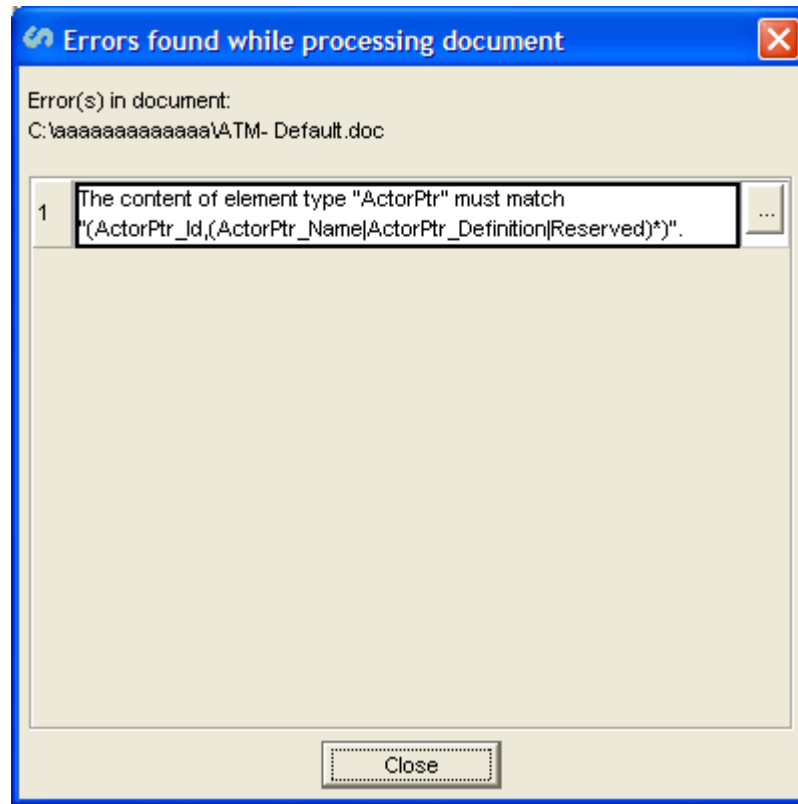 Errors found while processing document
Error(s) in document:
C:\aaaaaaaaaaaaa\ATM- Default.doc
1
The content of element type "ActorPtr" must match
"(ActorPtr_Id,(ActorPtr_Name|ActorPtr_Definition|Reserved)*)".
...
Close